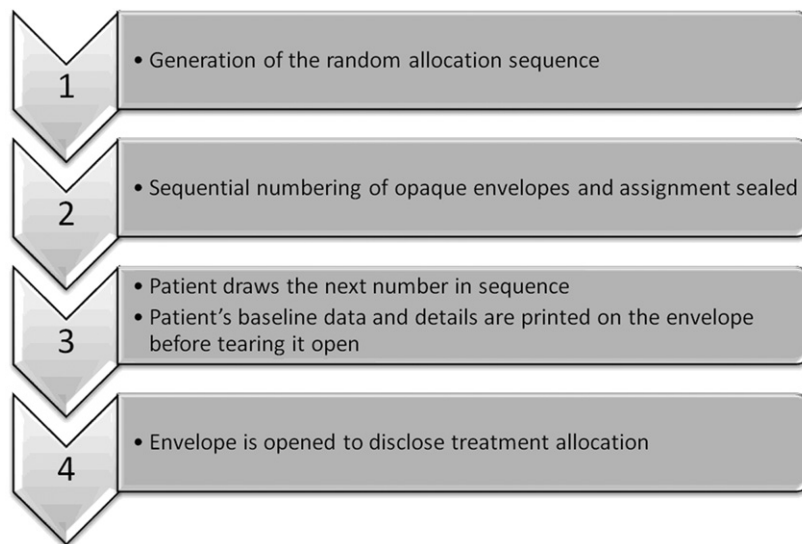 1
• Generation of the random allocation sequence
2
• Sequential numbering of opaque envelopes and assignment sealed
3
• Patient draws the next number in sequence
• Patient's baseline data and details are printed on the envelope
before tearing it open
4
• Envelope is opened to disclose treatment allocation